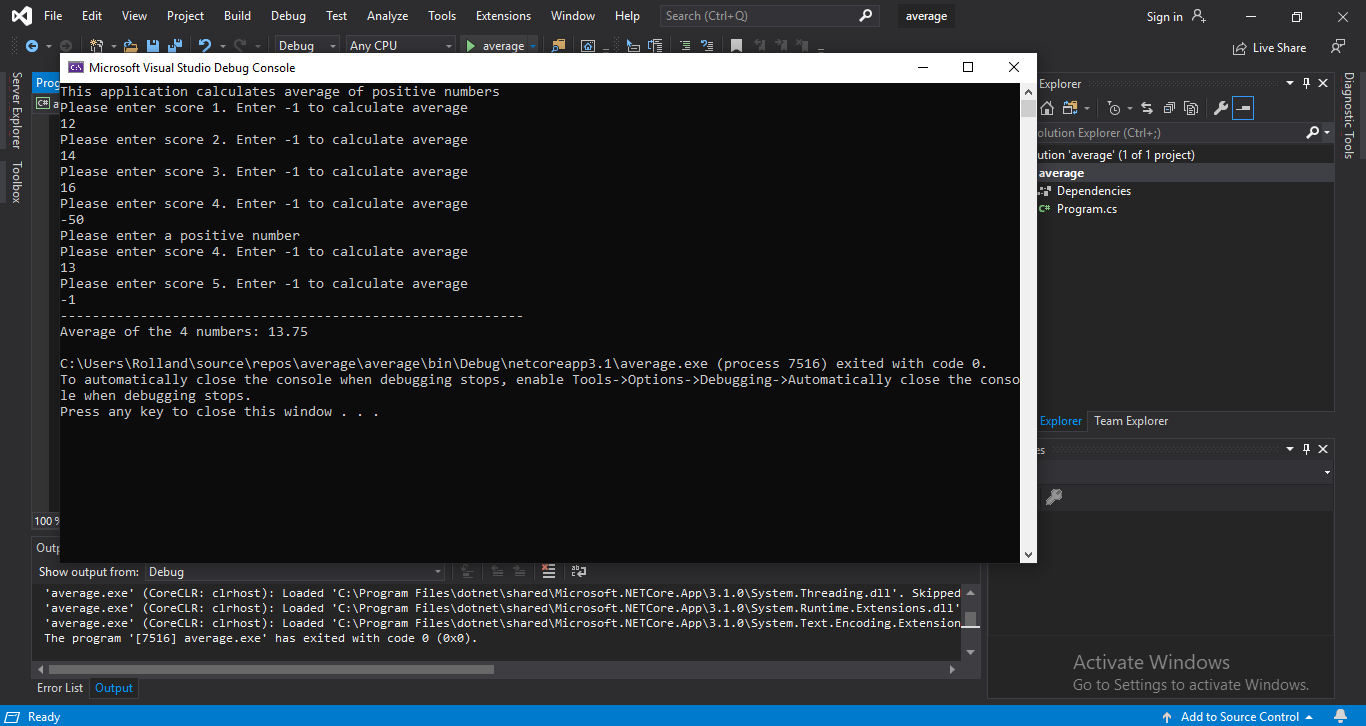 File Edit View Project Build Debug Test Analyze Tools Extensions Window Help Search (Ctrl+Q) average Sign in
Debug Any CPU average Live Share
Microsoft Visual Studio Debug Console
Server Explorer
Toolbox
Prog
C# a
This application calculates average of positive numbers
Please enter score 1. Enter -1 to calculate average
12
Please enter score 2. Enter -1 to calculate average
14
Please enter score 3. Enter -1 to calculate average
16
Please enter score 4. Enter -1 to calculate average
-50
Please enter a positive number
Please enter score 4. Enter -1 to calculate average
13
Please enter score 5. Enter -1 to calculate average
-1
----------------------------------------------------------
Average of the 4 numbers: 13.75
C:\Users\Rolland\source\repos\average\average\bin\Debug\netcoreapp3.1\average.exe (process 7516) exited with code 0.
To automatically close the console when debugging stops, enable Tools->Options->Debugging->Automatically close the conso
le when debugging stops.
Press any key to close this window . . .
Explorer
olution Explorer (Ctrl+;)
ution 'average' (1 of 1 project)
average
Dependencies
C# Program.cs
Explorer Team Explorer
es
Diagnostic Tools
100 %
Outp
Show output from: Debug
'average.exe' (CoreCLR: clrhost): Loaded 'C:\Program Files\dotnet\shared\Microsoft.NETCore.App\3.1.0\System.Threading.dll'. Skipped
'average.exe' (CoreCLR: clrhost): Loaded 'C:\Program Files\dotnet\shared\Microsoft.NETCore.App\3.1.0\System.Runtime.Extensions.dll'
'average.exe' (CoreCLR: clrhost): Loaded 'C:\Program Files\dotnet\shared\Microsoft.NETCore.App\3.1.0\System.Text.Encoding.Extension
The program '[7516] average.exe' has exited with code 0 (0x0).
Error List Output
Activate Windows
Go to Settings to activate Windows.
Ready Add to Source Control